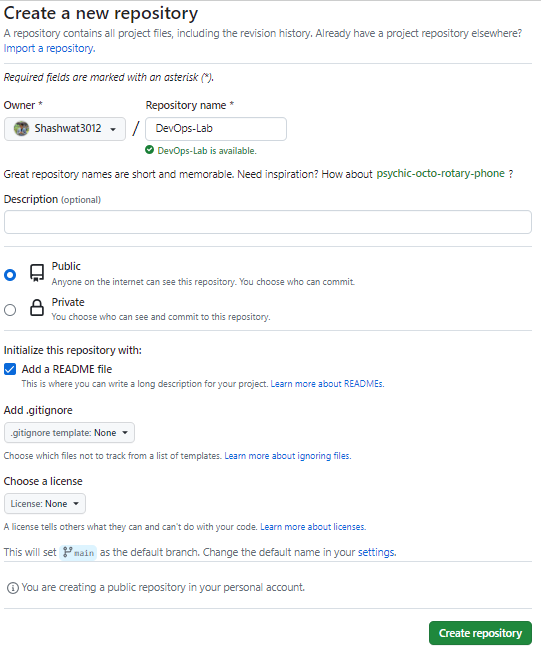 Create a new repository
A repository contains all project files, including the revision history. Already have a project repository elsewhere?
Import a repository.
Required fields are marked with an asterisk (*).
Owner * Repository name *
Shashwat3012 / DevOps-Lab
DevOps-Lab is available.
Great repository names are short and memorable. Need inspiration? How about psychic-octo-rotary-phone ?
Description (optional)
Public
Anyone on the internet can see this repository. You choose who can commit.
Private
You choose who can see and commit to this repository.
Initialize this repository with:
Add a README file
This is where you can write a long description for your project. Learn more about READMEs.
Add .gitignore
.gitignore template: None
Choose which files not to track from a list of templates. Learn more about ignoring files.
Choose a license
License: None
A license tells others what they can and can't do with your code. Learn more about licenses.
This will set main as the default branch. Change the default name in your settings.
You are creating a public repository in your personal account.
Create repository